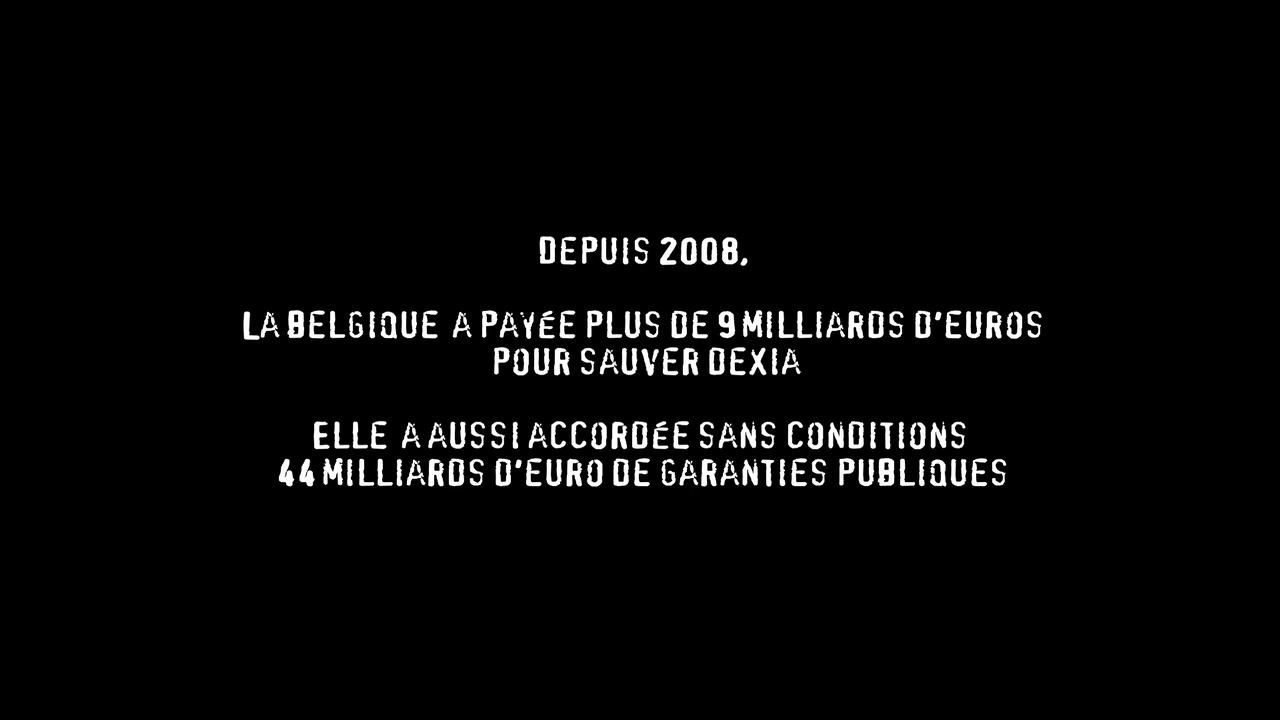 DEPUIS 2008,
LA BELGIQUE A PAYÉE PLUS DE 9 MILLIARDS D'EUROS
POUR SAUVER DEXIA
ELLE A AUSSI ACCORDÉE SANS CONDITIONS
44 MILLIARDS D'EURO DE GARANTIES PUBLIQUES